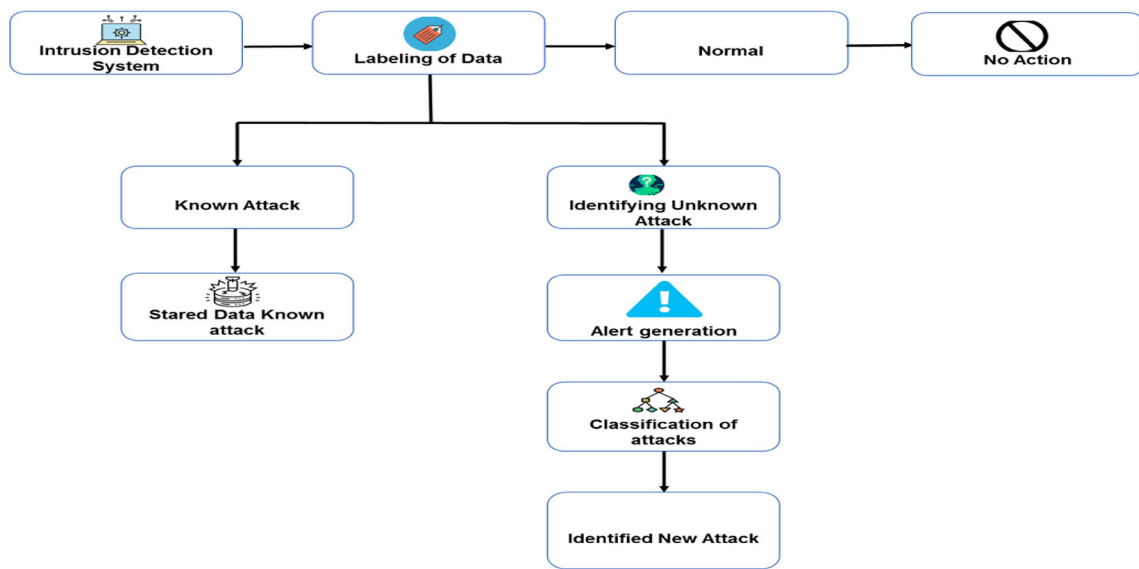 Intrusion Detection
System
Labeling of Data
Normal
No Action
Known Attack
Identifying Unknown
Attack
Stared Data Known
attack
Alert generation
Classification of
attacks
Identified New Attack